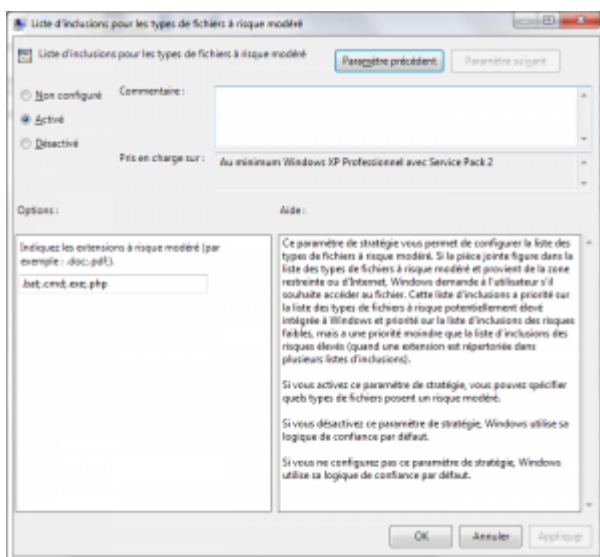 Liste d'inclusions pour les types de fichiers à risque modéré
Liste d'inclusions pour les types de fichiers à risque modéré
Paramètre précédent
Paramètre suivant
Non configuré
Commentaire :
Activé
Désactivé
Pris en charge sur :
Au minimum Windows XP Professionnel avec Service Pack 2
Options :
Aide :
Indiquez les extensions à risque modéré (par
exemple : .doc;.pdf;).
.bat;.cmd;.exe;.php
Ce paramètre de stratégie vous permet de configurer la liste des
types de fichiers à risque modéré. Si la pièce jointe figure dans la
liste des types de fichiers à risque modéré et provient de la zone
restreinte ou d'Internet, Windows demande à l'utilisateur s'il
souhaite accéder au fichier. Cette liste d'inclusions a priorité sur
la liste des types de fichiers à risque potentiellement élevé
intégrée à Windows et priorité sur la liste d'inclusions des risques
faibles, mais a une priorité moindre que la liste d'inclusions des
risques élevés (quand une extension est répertoriée dans
plusieurs listes d'inclusions).
Si vous activez ce paramètre de stratégie, vous pouvez spécifier
quels types de fichiers posent un risque modéré.
Si vous désactivez ce paramètre de stratégie, Windows utilise sa
logique de confiance par défaut.
Si vous ne configurez pas ce paramètre de stratégie, Windows
utilise sa logique de confiance par défaut.
OK
Annuler
Appliquer